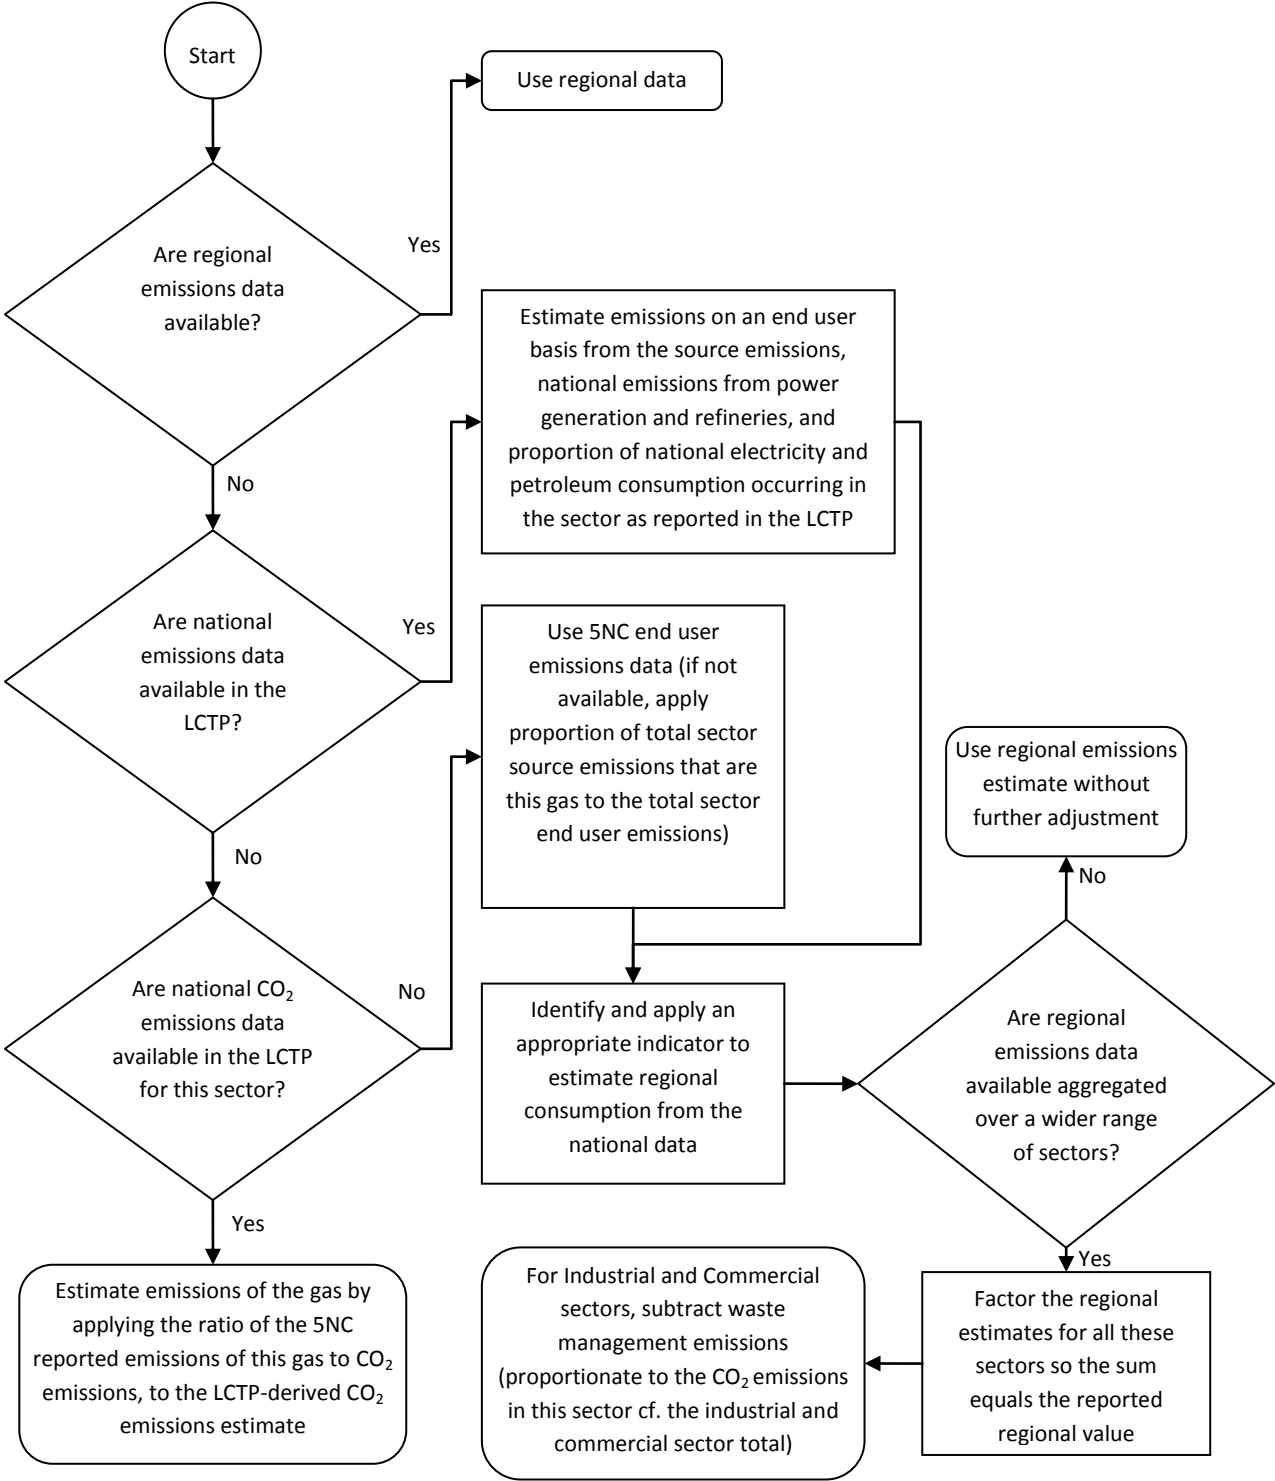 Start
Use regional data
Yes
Are regional
emissions data
available?
No
Estimate emissions on an end user
basis from the source emissions,
national emissions from power
generation and refineries, and
proportion of national electricity and
petroleum consumption occurring in
the sector as reported in the LCTP
Yes
Are national
emissions data
available in the
LCTP?
No
Use 5NC end user
emissions data (if not
available, apply
proportion of total sector
source emissions that are
this gas to the total sector
end user emissions)
No
Are national CO₂
emissions data
available in the LCTP
for this sector?
Yes
Estimate emissions of the gas by
applying the ratio of the 5NC
reported emissions of this gas to CO₂
emissions, to the LCTP-derived CO₂
emissions estimate
Identify and apply an
appropriate indicator to
estimate regional
consumption from the
national data
Use regional emissions
estimate without
further adjustment
No
Are regional
emissions data
available aggregated
over a wider range
of sectors?
Yes
Factor the regional
estimates for all these
sectors so the sum
equals the reported
regional value
For Industrial and Commercial
sectors, subtract waste
management emissions
(proportionate to the CO₂ emissions
in this sector cf. the industrial and
commercial sector total)